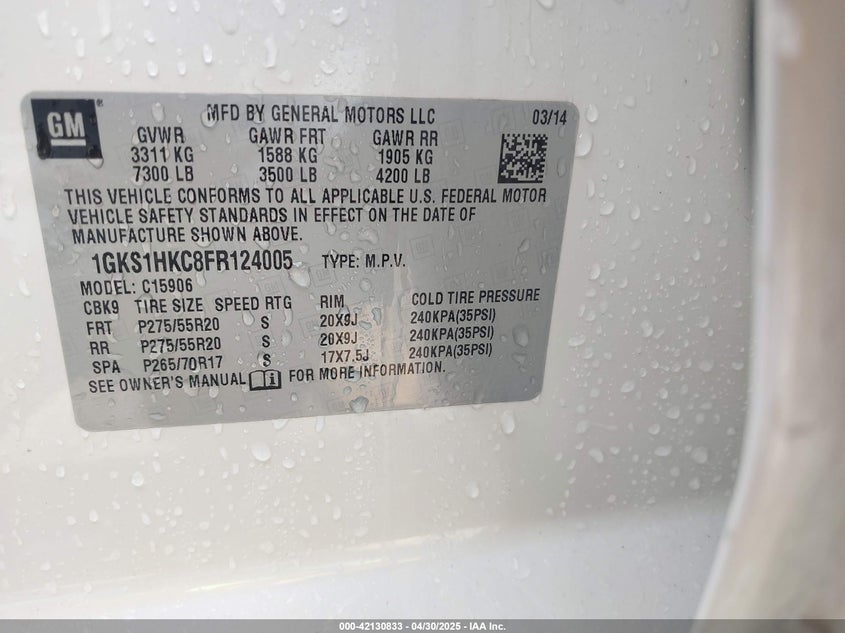 GM
MFD BY GENERAL MOTORS LLC 03/14
GVWR GAWR FRT GAWR RR
3311 KG 1588 KG 1905 KG
7300 LB 3500 LB 4200 LB
THIS VEHICLE CONFORMS TO ALL APPLICABLE U.S. FEDERAL MOTOR
VEHICLE SAFETY STANDARDS IN EFFECT ON THE DATE OF
MANUFACTURE SHOWN ABOVE.
1GKS1HKC8FR124005 TYPE: M.P.V.
MODEL: C15906
CBK9 TIRE SIZE SPEED RTG RIM COLD TIRE PRESSURE
FRT P275/55R20 S 20X9J 240KPA(35PSI)
RR P275/55R20 S 20X9J 240KPA(35PSI)
SPA P265/70R17 S 17X7.5J 240KPA(35PSI)
SEE OWNER'S MANUAL FOR MORE INFORMATION.
000-42130833 - 04/30/2025 - IAA Inc.